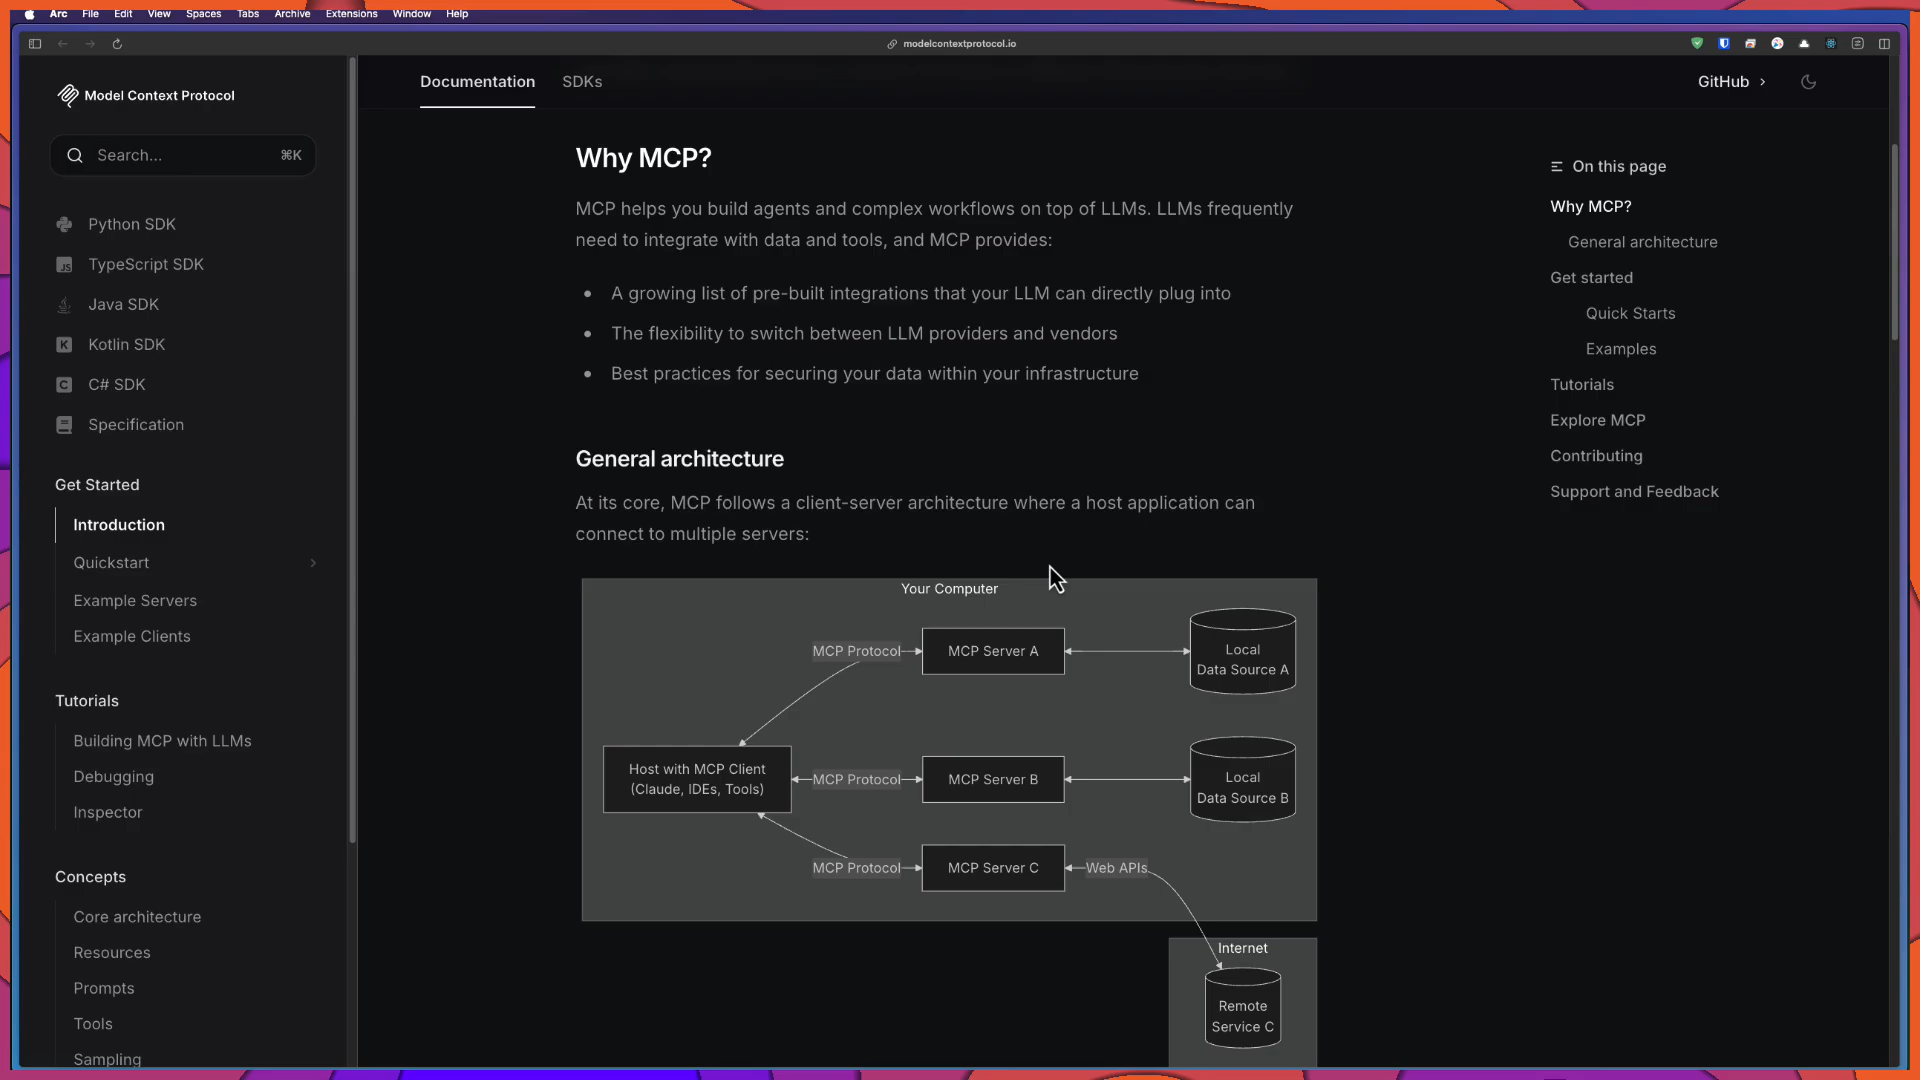 Arc File Edit View Spaces Tabs Archive Extensions Window Help
modelcontextprotocol.io
Model Context Protocol
Search... ⌘K
Python SDK
TypeScript SDK
Java SDK
Kotlin SDK
C# SDK
Specification
Get Started
Introduction
Quickstart
Example Servers
Example Clients
Tutorials
Building MCP with LLMs
Debugging
Inspector
Concepts
Core architecture
Resources
Prompts
Tools
Sampling
Documentation SDKs
GitHub
Why MCP?
MCP helps you build agents and complex workflows on top of LLMs. LLMs frequently
need to integrate with data and tools, and MCP provides:
• A growing list of pre-built integrations that your LLM can directly plug into
• The flexibility to switch between LLM providers and vendors
• Best practices for securing your data within your infrastructure
General architecture
At its core, MCP follows a client-server architecture where a host application can
connect to multiple servers:
Your Computer
MCP Protocol
MCP Server A
Local
Data Source A
Host with MCP Client
(Claude, IDEs, Tools)
MCP Protocol
MCP Server B
Local
Data Source B
MCP Protocol
MCP Server C
Web APIs
Internet
Remote
Service C
On this page
Why MCP?
General architecture
Get started
Quick Starts
Examples
Tutorials
Explore MCP
Contributing
Support and Feedback